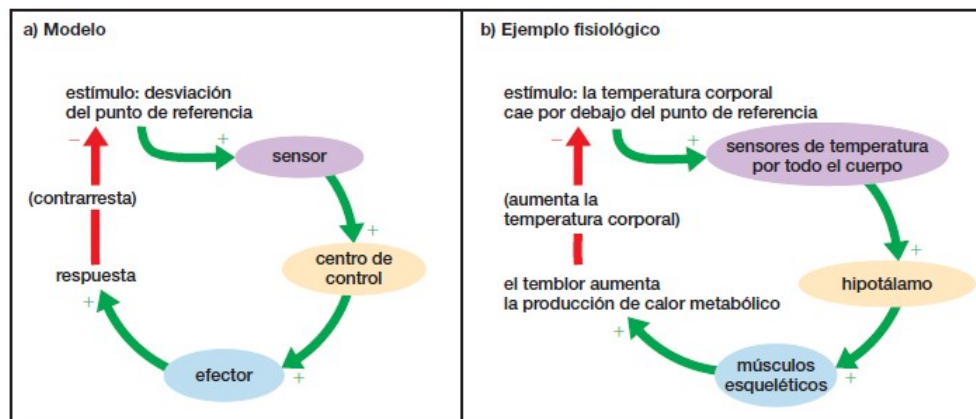 a) Modelo
estímulo: desviación
del punto de referencia
−
+
sensor
(contrarresta)
+
centro de
control
respuesta
+
efector
+
b) Ejemplo fisiológico
estímulo: la temperatura corporal
cae por debajo del punto de referencia
−
+
sensores de temperatura
por todo el cuerpo
(aumenta la
temperatura corporal)
+
hipotálamo
el temblor aumenta
la producción de calor metabólico
+
músculos
esqueléticos
+